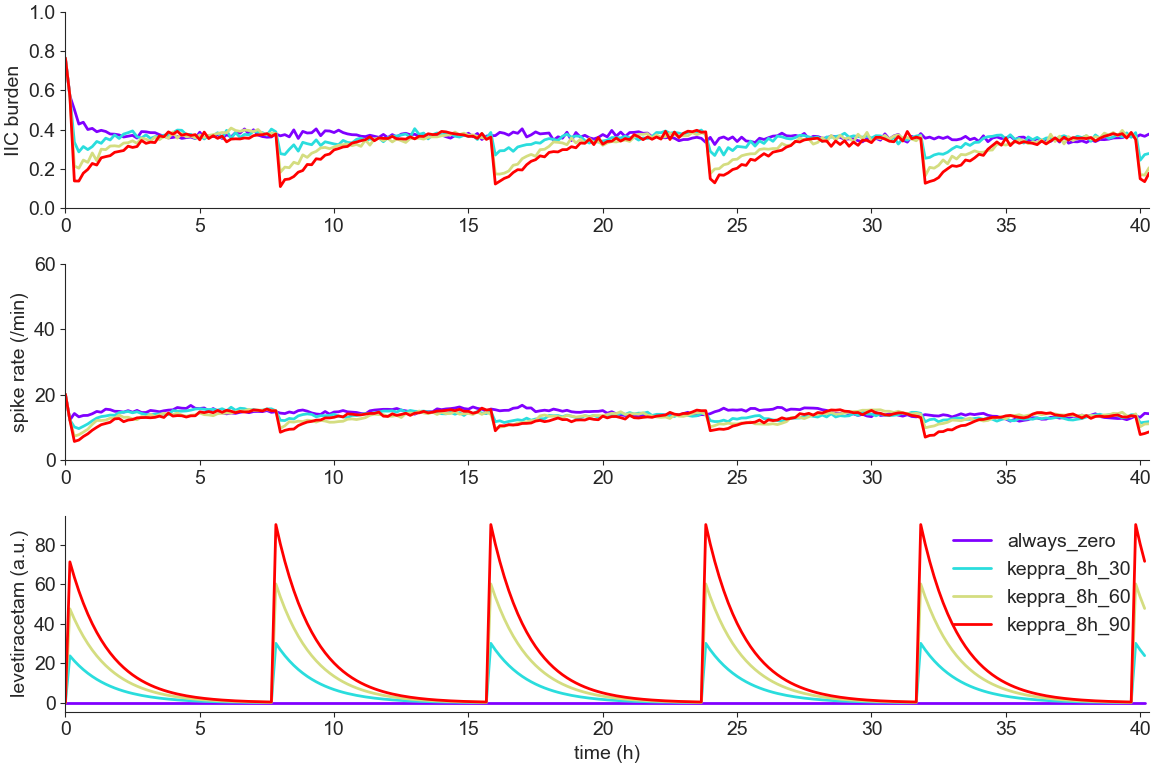 IIC burden
1.0
0.8
0.6
0.4
0.2
0.0
0 5 10 15 20 25 30 35 40
spike rate (/min)
60
40
20
0
0 5 10 15 20 25 30 35 40
levetiracetam (a.u.)
80
60
40
20
0
always_zero
keppra_8h_30
keppra_8h_60
keppra_8h_90
0 5 10 15 20 25 30 35 40
time (h)